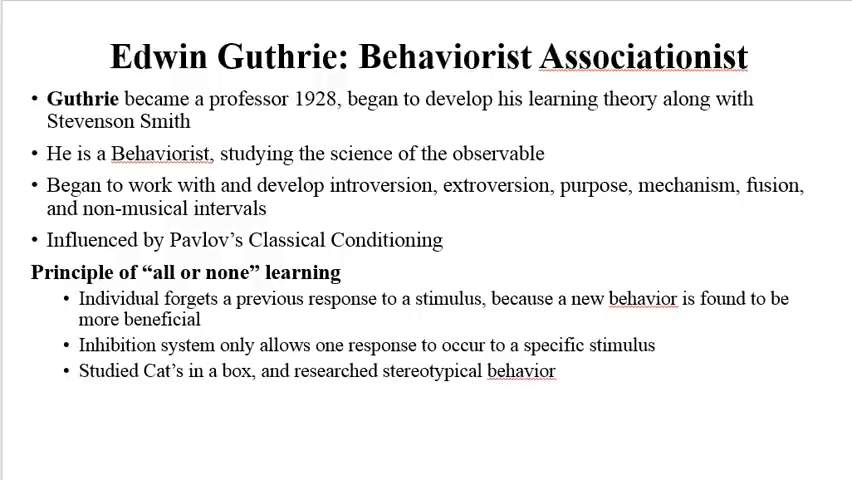 Edwin Guthrie: Behaviorist Associationist
• Guthrie became a professor 1928, began to develop his learning theory along with
Stevenson Smith
• He is a Behaviorist, studying the science of the observable
• Began to work with and develop introversion, extroversion, purpose, mechanism, fusion,
and non-musical intervals
• Influenced by Pavlov’s Classical Conditioning
Principle of “all or none” learning
• Individual forgets a previous response to a stimulus, because a new behavior is found to be
more beneficial
• Inhibition system only allows one response to occur to a specific stimulus
• Studied Cat’s in a box, and researched stereotypical behavior